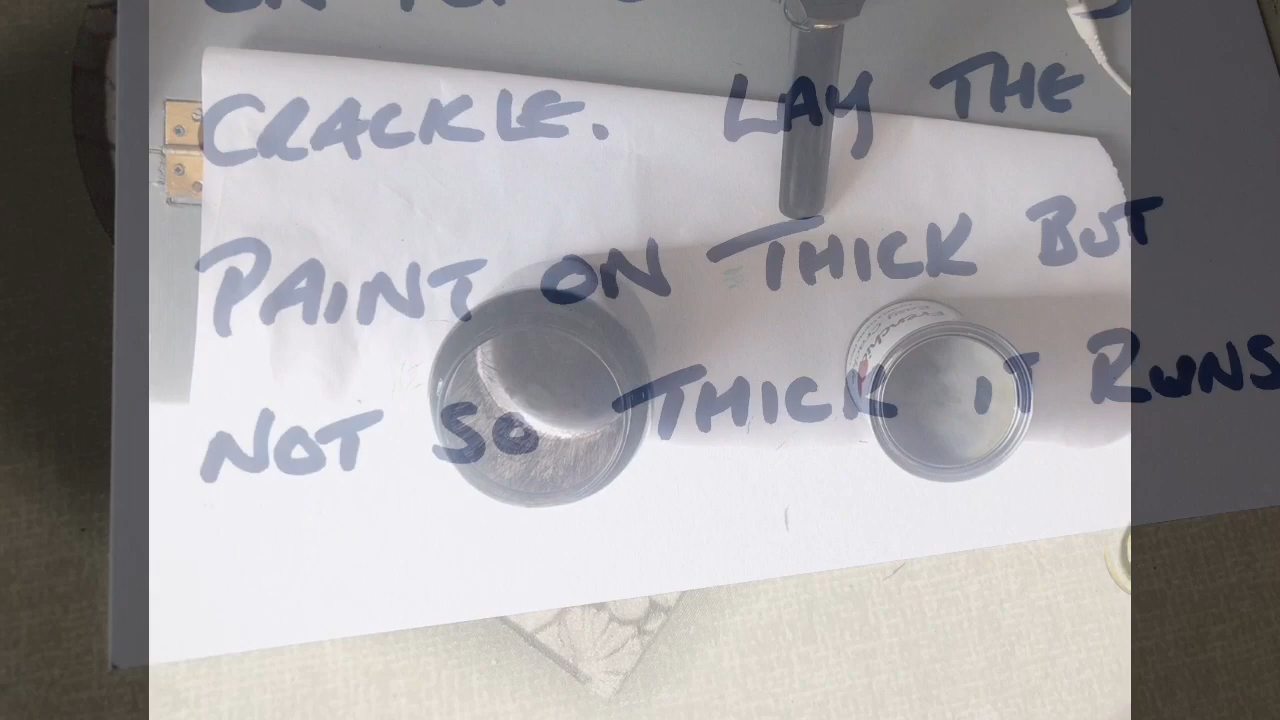 CRACKLE. LAY THE
PAINT ON THICK BUT
NOT SO THICK IT RUNS